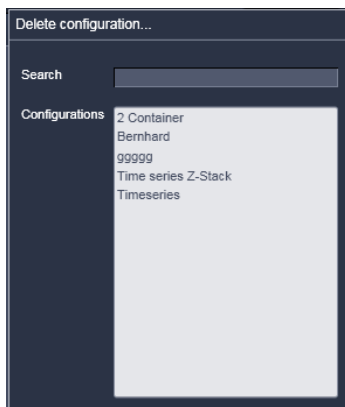 Delete configuration...
Search
Configurations
2 Container
Bernhard
ggggg
Time series Z-Stack
Timeseries